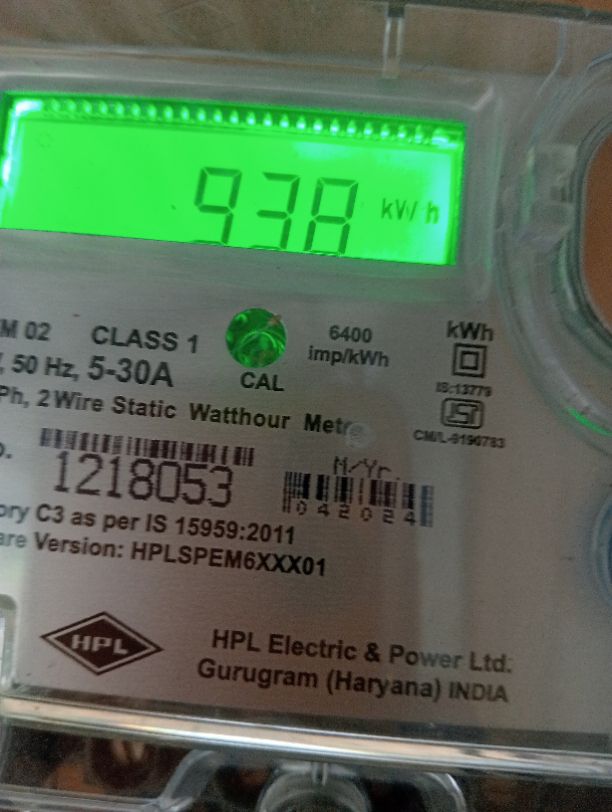 938 kWh
M 02 CLASS 1
6400
imp/kWh
kWh
, 50 Hz, 5-30A
CAL
IS:13779
Ph, 2 Wire Static Watthour Mete
ISI
CM/L-9190783
1218053
M/Yr.
042024
ory C3 as per IS 15959:2011
are Version: HPLSPEM6XXX01
HPL
HPL Electric & Power Ltd.
Gurugram (Haryana) INDIA